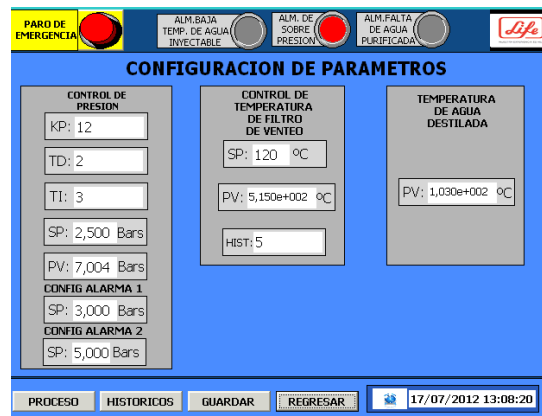 PARO DE
EMERGENCIA
ALM.BAJA
TEMP. DE AGUA
INYECTABLE
ALM. DE
SOBRE
PRESION
ALM.FALTA
DE AGUA
PURIFICADA
Life
CONFIGURACION DE PARAMETROS
CONTROL DE
PRESION
KP: 12
TD: 2
TI: 3
SP: 2,500 Bars
PV: 7,004 Bars
CONFIG ALARMA 1
SP: 3,000 Bars
CONFIG ALARMA 2
SP: 5,000 Bars
CONTROL DE
TEMPERATURA
DE FILTRO
DE VENTEO
SP: 120 ºC
PV: 5,150e+002 ºC
HIST: 5
TEMPERATURA
DE AGUA
DESTILADA
PV: 1,030e+002 ºC
PROCESO
HISTORICOS
GUARDAR
REGRESAR
17/07/2012 13:08:20